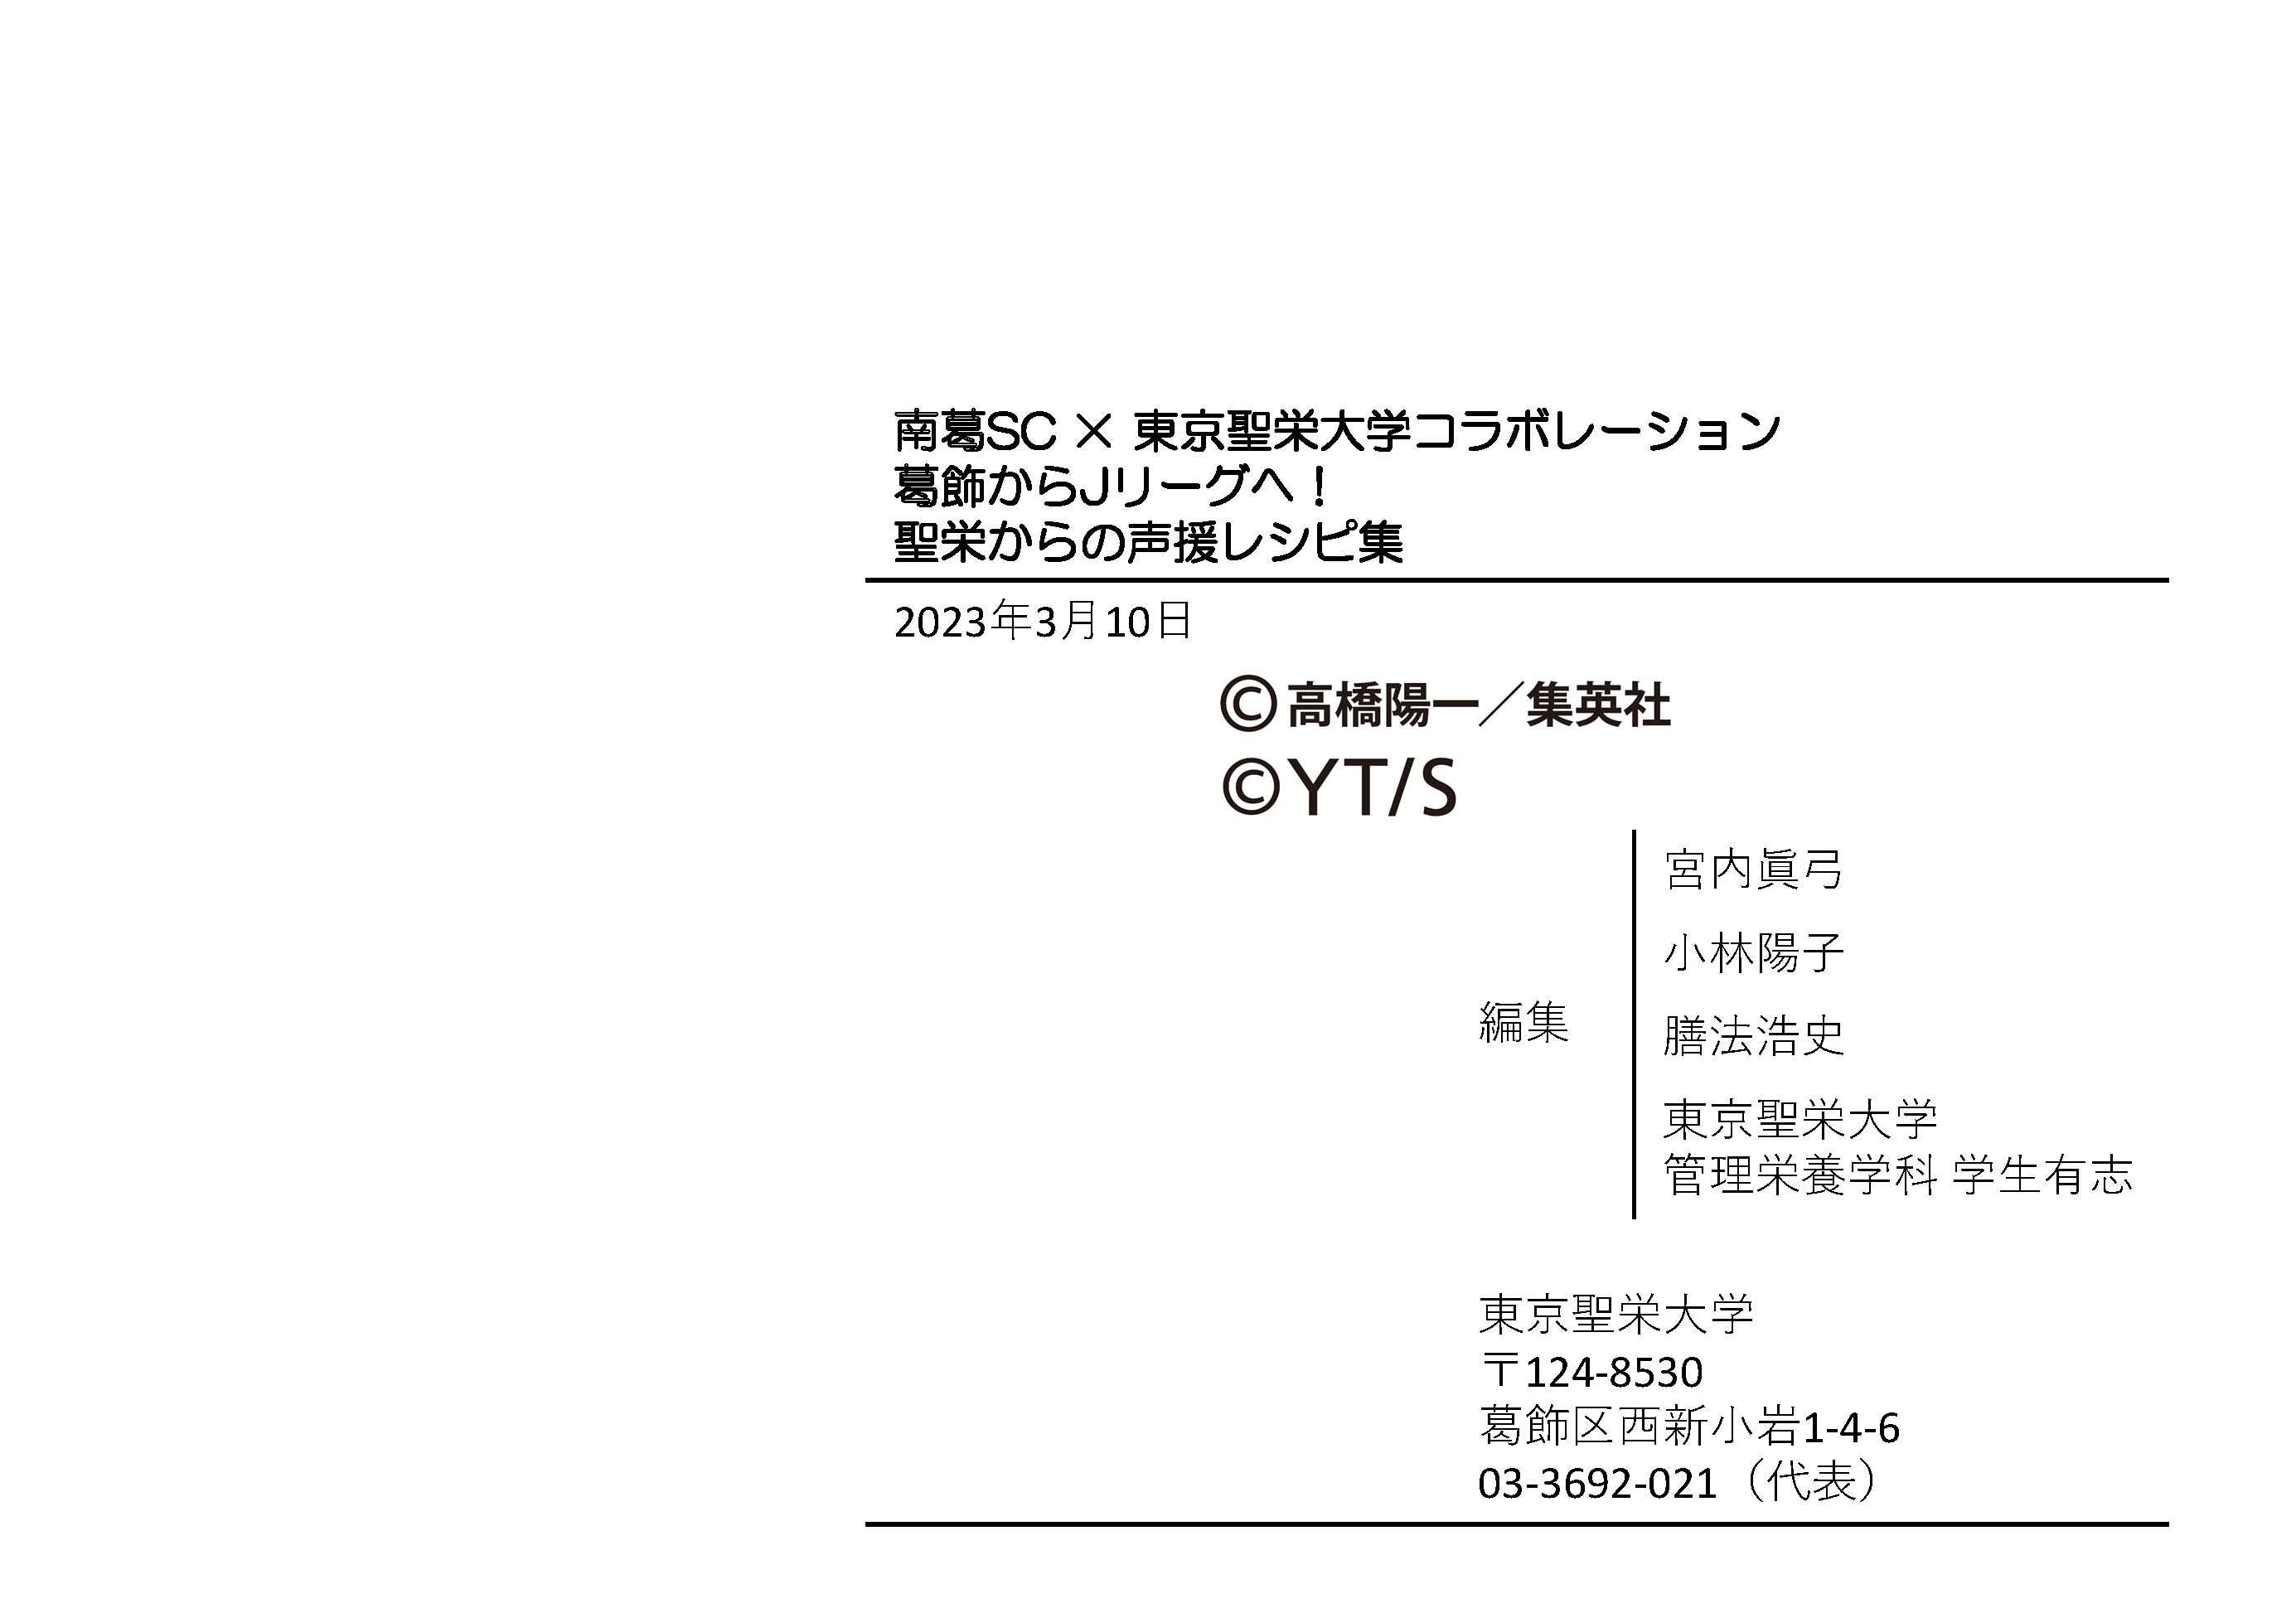 南葛SC × 東京聖栄大学コラボレーション
葛飾からJリーグへ！
聖栄からの声援レシピ集
2023年3月10日
©高橋陽一／集英社
©YT/S
編集
宮内眞弓
小林陽子
膳法浩史
東京聖栄大学
管理栄養学科 学生有志
東京聖栄大学
〒124-8530
葛飾区西新小岩1-4-6
03-3692-021（代表）